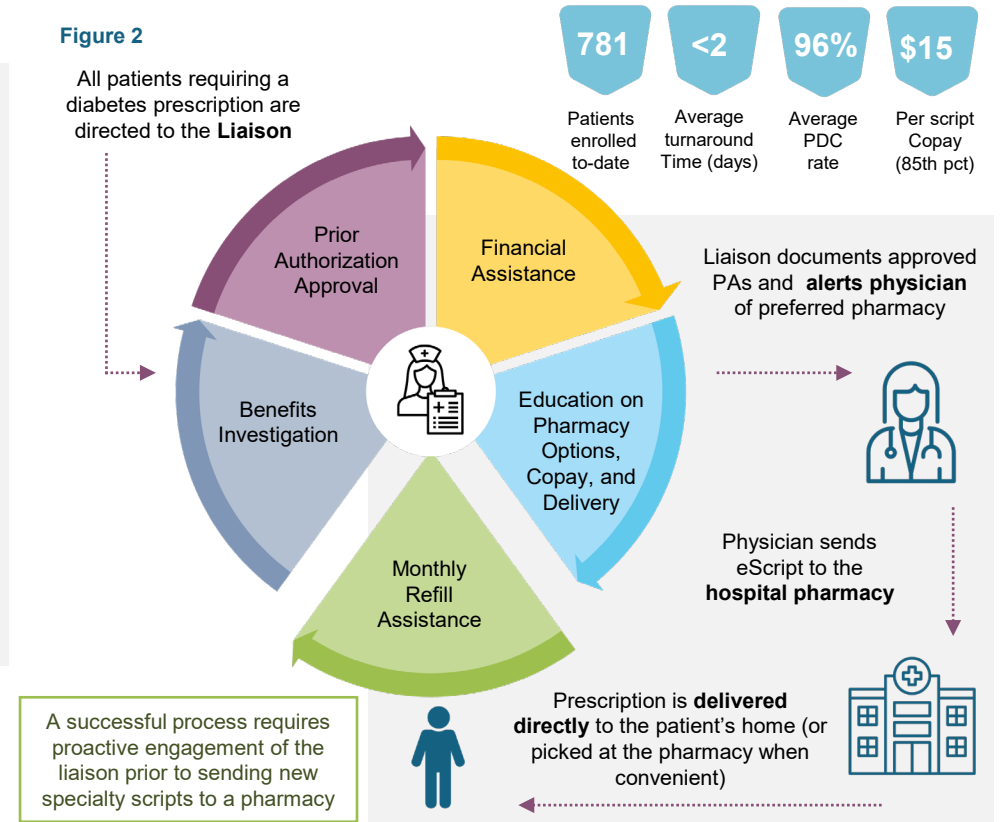 Figure 2
781
<2
96%
$15
Patients
enrolled
to-date
Average
turnaround
Time (days)
Average
PDC
rate
Per script
Copay
(85th pct)
All patients requiring a
diabetes prescription are
directed to the Liaison
Prior
Authorization
Approval
Financial
Assistance
Benefits
Investigation
Education on
Pharmacy
Options,
Copay, and
Delivery
Monthly
Refill
Assistance
Liaison documents approved
PAs and alerts physician
of preferred pharmacy
Physician sends
eScript to the
hospital pharmacy
Prescription is delivered
directly to the patient's home (or
picked at the pharmacy when
convenient)
A successful process requires
proactive engagement of the
liaison prior to sending new
specialty scripts to a pharmacy